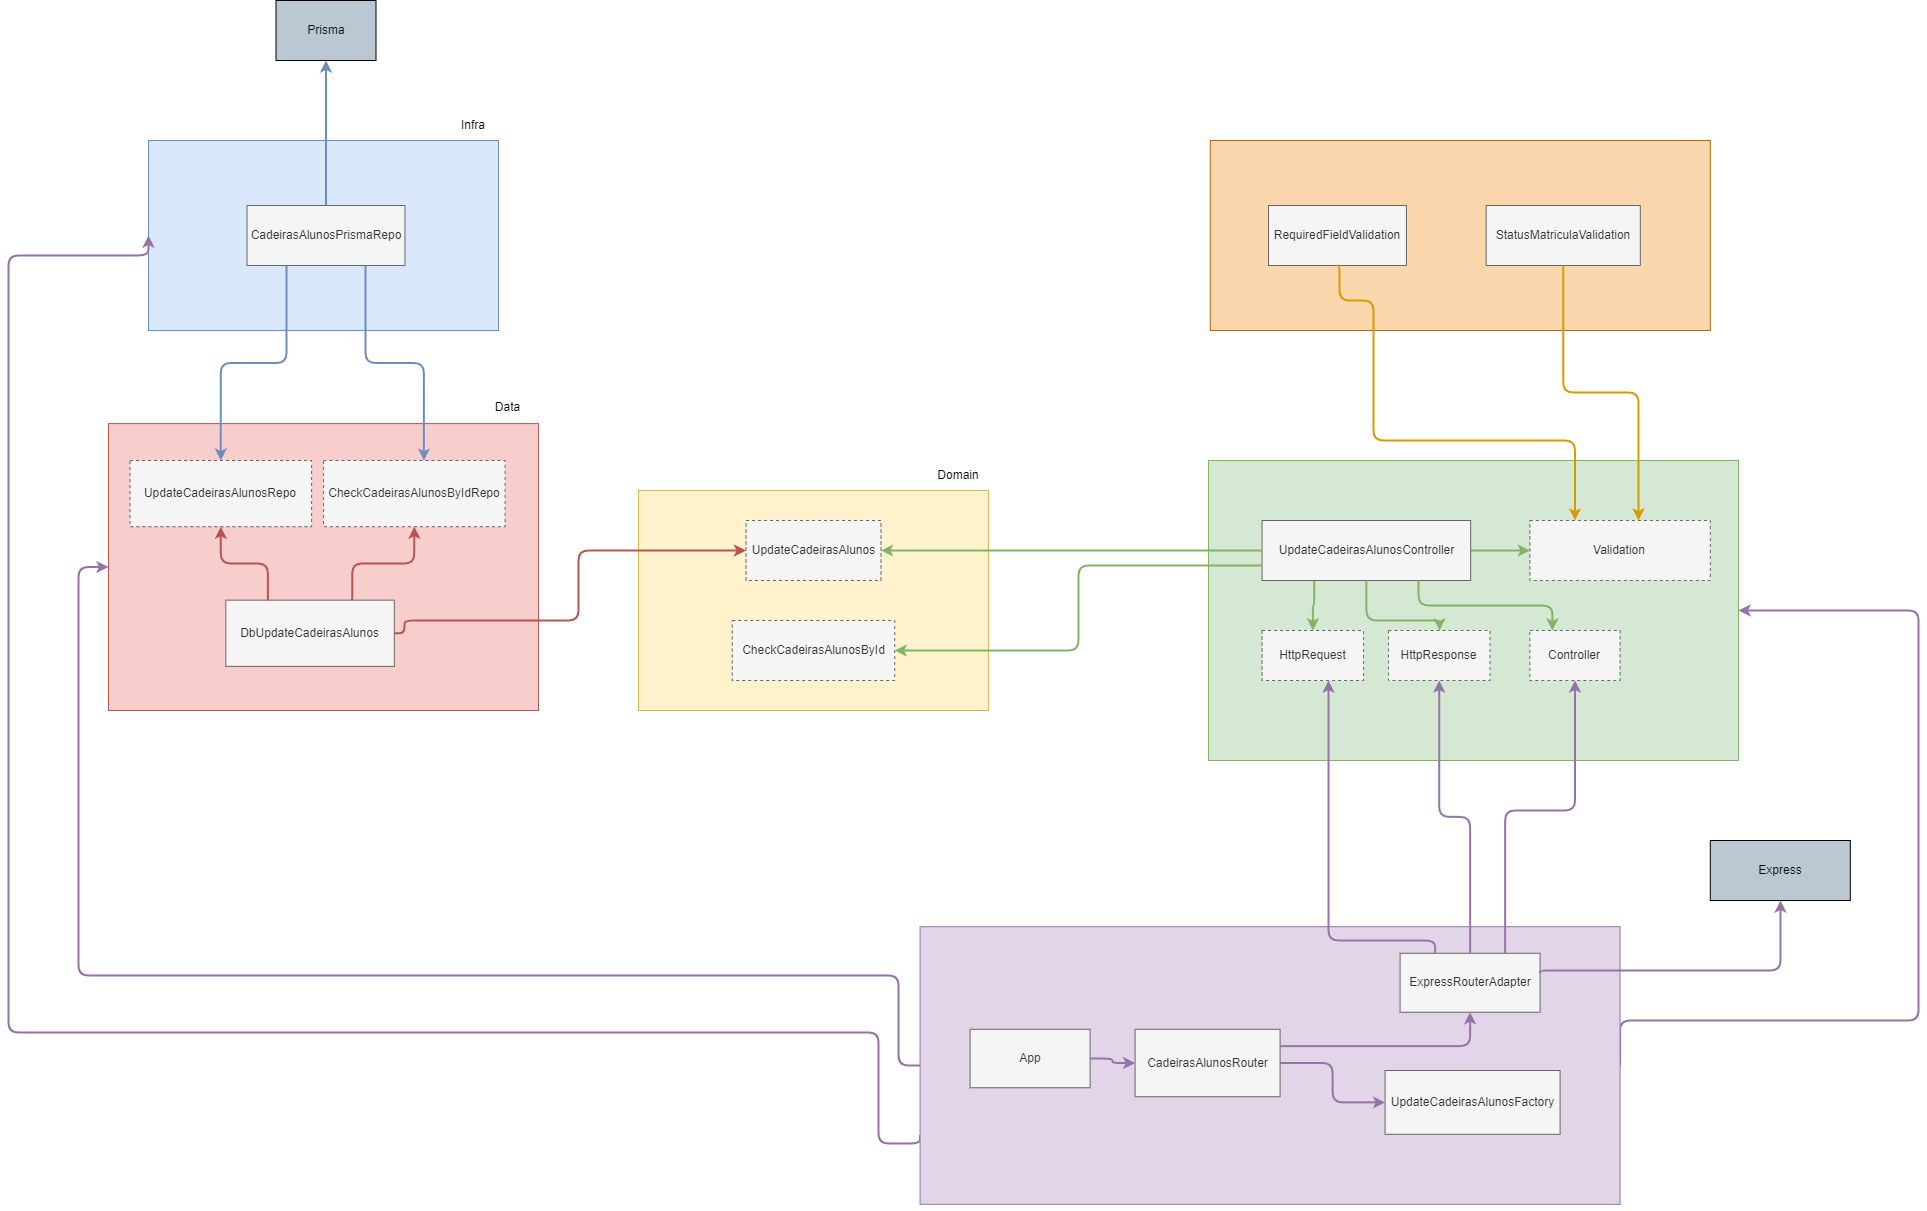 Prisma
Infra
CadeirasAlunosPrismaRepo
RequiredFieldValidation
StatusMatriculaValidation
Data
UpdateCadeirasAlunosRepo
CheckCadeirasAlunosByIdRepo
DbUpdateCadeirasAlunos
Domain
UpdateCadeirasAlunos
CheckCadeirasAlunosById
UpdateCadeirasAlunosController
Validation
HttpRequest
HttpResponse
Controller
Express
ExpressRouterAdapter
App
CadeirasAlunosRouter
UpdateCadeirasAlunosFactory